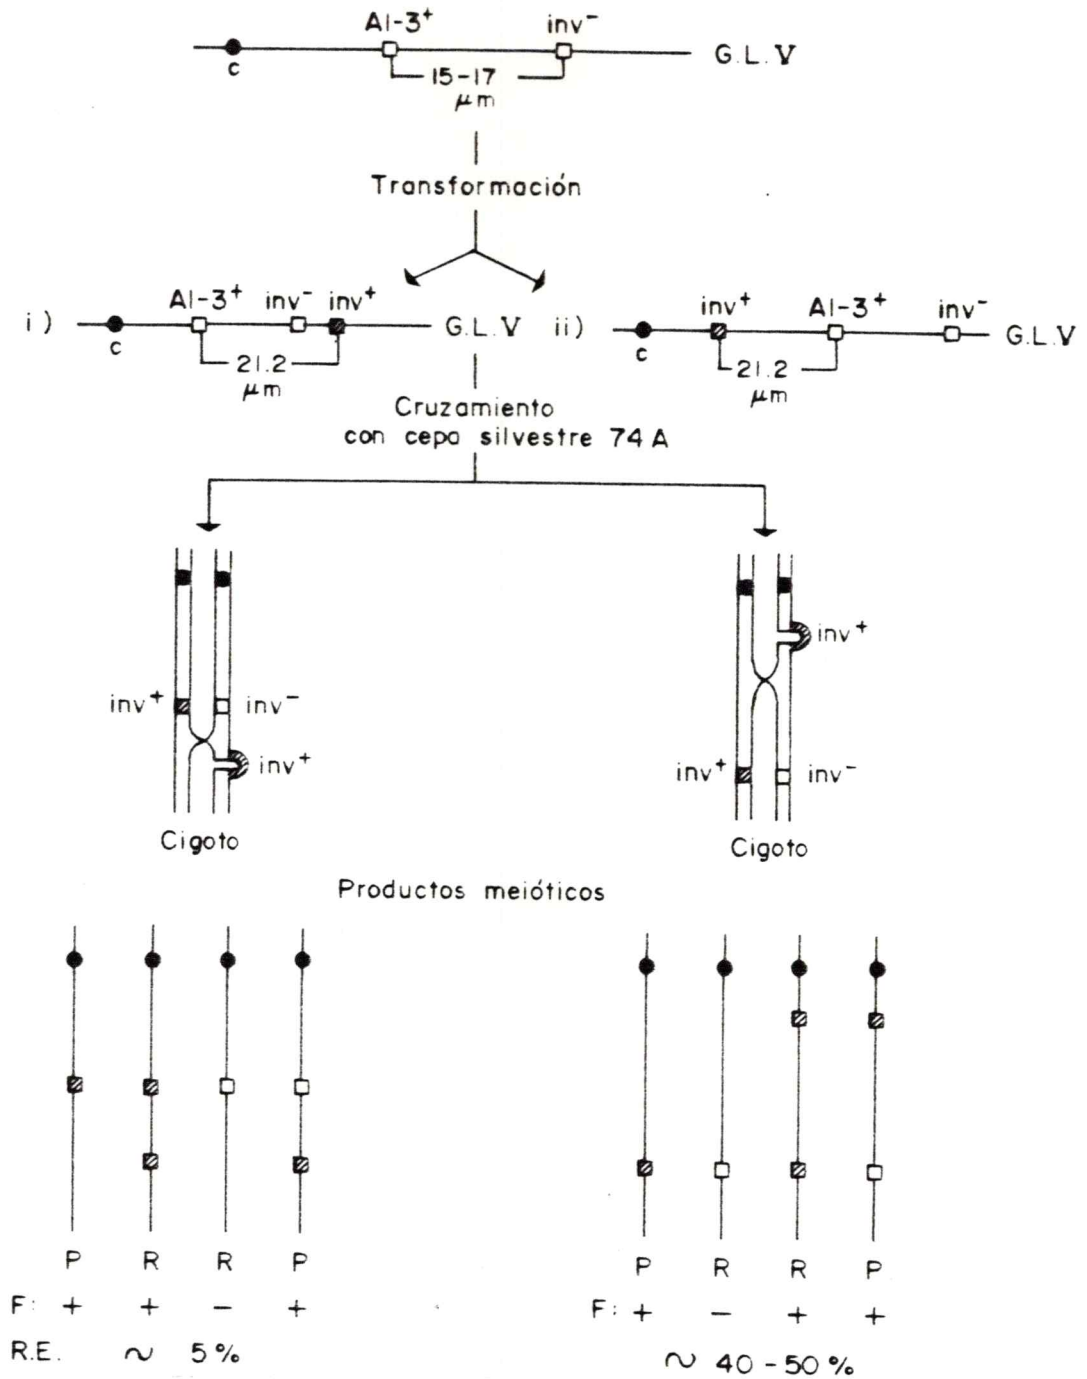 Al-3+ inv-
c G.L.V
15-17
μm
Transformación
i) Al-3+ inv- inv+ G.L.V
c
21.2
μm
ii) inv+ Al-3+ inv- G.L.V
c
21.2
μm
Cruzamiento
con cepa silvestre 74 A
inv+ inv-
inv+
Cigoto
inv+
inv+ inv-
Cigoto
Productos meióticos
P R R P
F: + + - +
R.E. ~ 5%
P R R P
F: + - + +
~ 40-50%